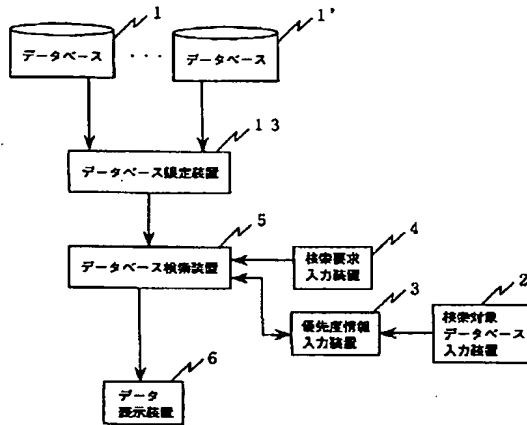 1
1'
データベース
・・・
データベース
13
データベース限定装置
5
データベース検索装置
4
検索要求
入力装置
3
優先度情報
入力装置
2
検索対象
データベース
入力装置
6
データ
表示装置